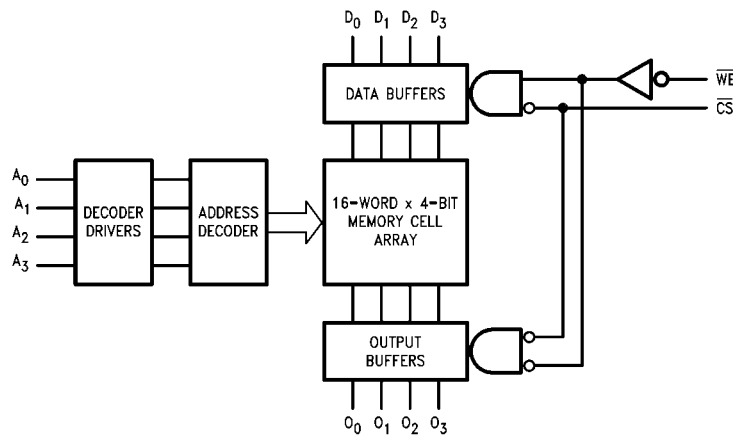 D0 D1 D2 D3
DATA BUFFERS
WE
CS
A0
A1
A2
A3
DECODER
DRIVERS
ADDRESS
DECODER
16-WORD x 4-BIT
MEMORY CELL
ARRAY
OUTPUT
BUFFERS
O0 O1 O2 O3